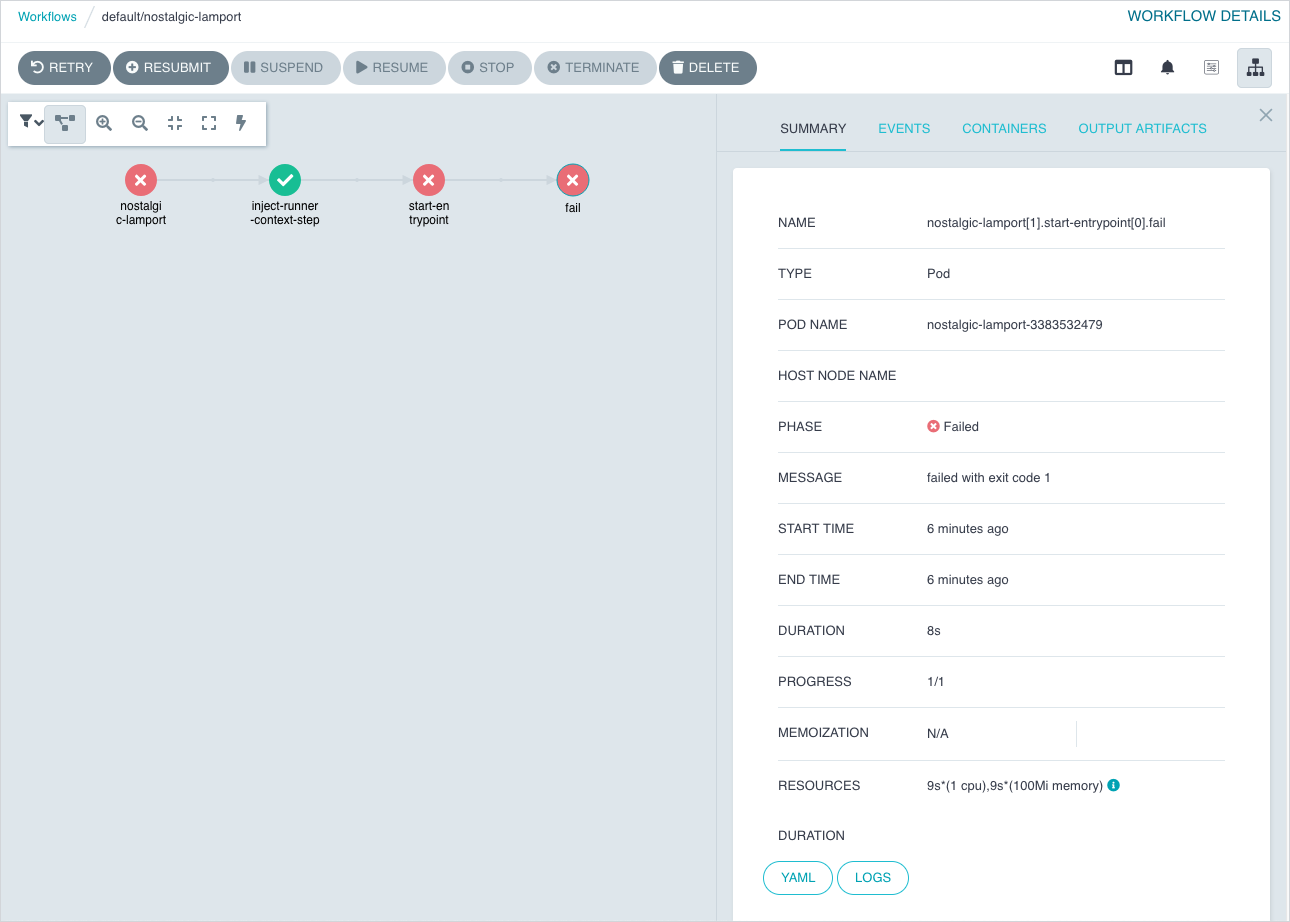 Workflows
default/nostalgic-lamport
WORKFLOW DETAILS
RETRY
RESUBMIT
SUSPEND
RESUME
STOP
TERMINATE
DELETE
SUMMARY
EVENTS
CONTAINERS
OUTPUT ARTIFACTS
nostalgi
c-lamport
inject-runner
-context-step
start-en
trypoint
fail
NAME nostalgic-lamport[1].start-entrypoint[0].fail
TYPE Pod
POD NAME nostalgic-lamport-3383532479
HOST NODE NAME
PHASE Failed
MESSAGE failed with exit code 1
START TIME 6 minutes ago
END TIME 6 minutes ago
DURATION 8s
PROGRESS 1/1
MEMOIZATION N/A
RESOURCES 9s*(1 cpu),9s*(100Mi memory)
DURATION
YAML
LOGS